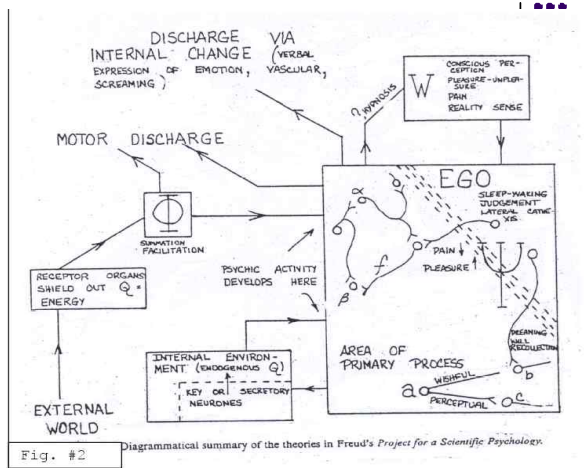 DISCHARGE VIA
INTERNAL CHANGE (VERBAL
EXPRESSION OF EMOTION, VASCULAR,
SCREAMING)
? HYPNOSIS
W
CONSCIOUS PER-
CEPTION
PLEASURE-UNPLEA-
SURE
PAIN
REALITY SENSE
MOTOR DISCHARGE
EGO
SLEEP-WAKING
JUDGEMENT
LATERAL CATHE-
XIS
α
β
f
PAIN ↓
PLEASURE ↑
Φ
SUMMATION
FACILITATION
Ψ
RECEPTOR ORGANS
SHIELD OUT Q =
ENERGY
PSYCHIC ACTIVITY
DEVELOPS HERE
DREAMING
WILL
RECOLLECTION
INTERNAL ENVIRON-
MENT (ENDOGENOUS Q)
KEY OR SECRETORY
NEURONES
AREA OF
PRIMARY PROCESS
WISHFUL
PERCEPTUAL
a
b
c
EXTERNAL
WORLD
Diagrammatical summary of the theories in Freud's Project for a Scientific Psychology.
Fig. #2